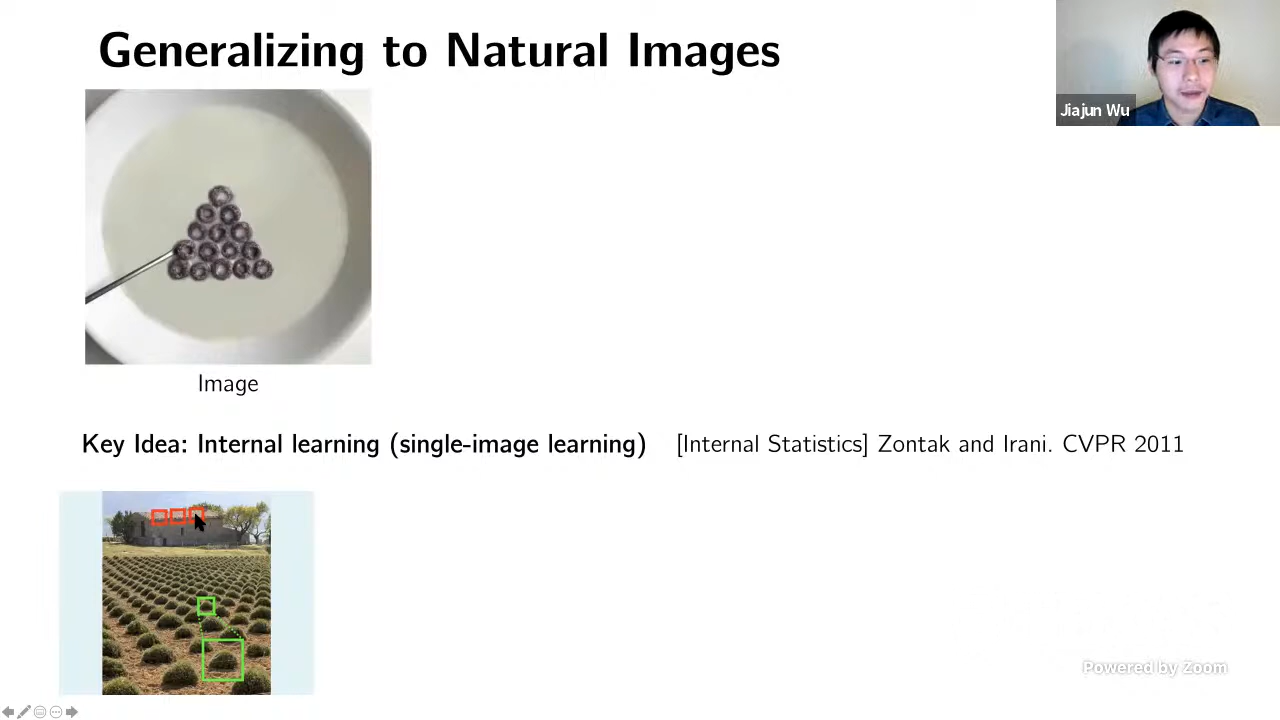 Generalizing to Natural Images
Jiajun Wu
Image
Key Idea: Internal learning (single-image learning) [Internal Statistics] Zontak and Irani. CVPR 2011
Powered by Zoom